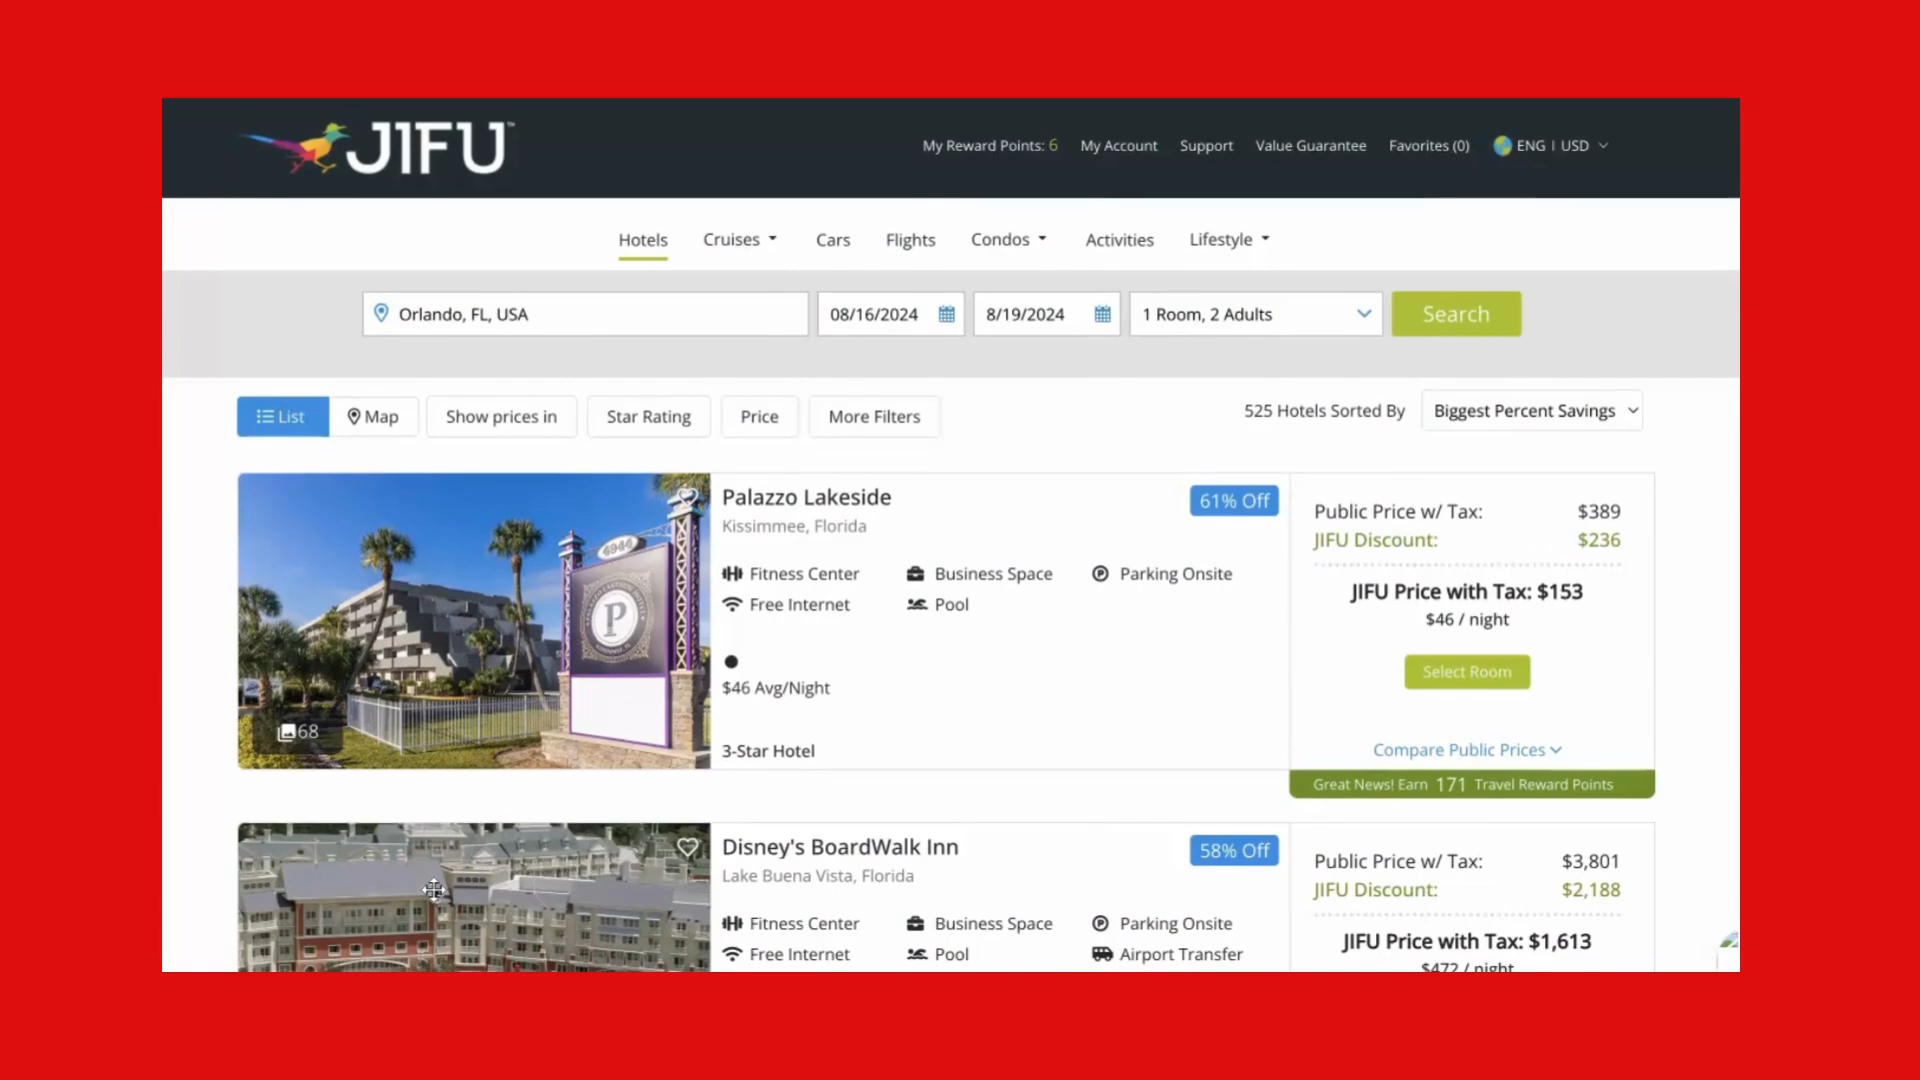 JIFU™
My Reward Points: 6 My Account Support Value Guarantee Favorites (0) ENG | USD
Hotels Cruises Cars Flights Condos Activities Lifestyle
Orlando, FL, USA 08/16/2024 8/19/2024 1 Room, 2 Adults Search
List Map Show prices in Star Rating Price More Filters 525 Hotels Sorted By Biggest Percent Savings
Palazzo Lakeside 61% Off
Kissimmee, Florida
Public Price w/ Tax: $389
JIFU Discount: $236
Fitness Center Business Space Parking Onsite
Free Internet Pool
JIFU Price with Tax: $153
$46 / night
4944
P
$46 Avg/Night
Select Room
68
3-Star Hotel
Compare Public Prices
Great News! Earn 171 Travel Reward Points
Disney's BoardWalk Inn 58% Off
Lake Buena Vista, Florida
Public Price w/ Tax: $3,801
JIFU Discount: $2,188
Fitness Center Business Space Parking Onsite
Free Internet Pool Airport Transfer
JIFU Price with Tax: $1,613
$472 / night